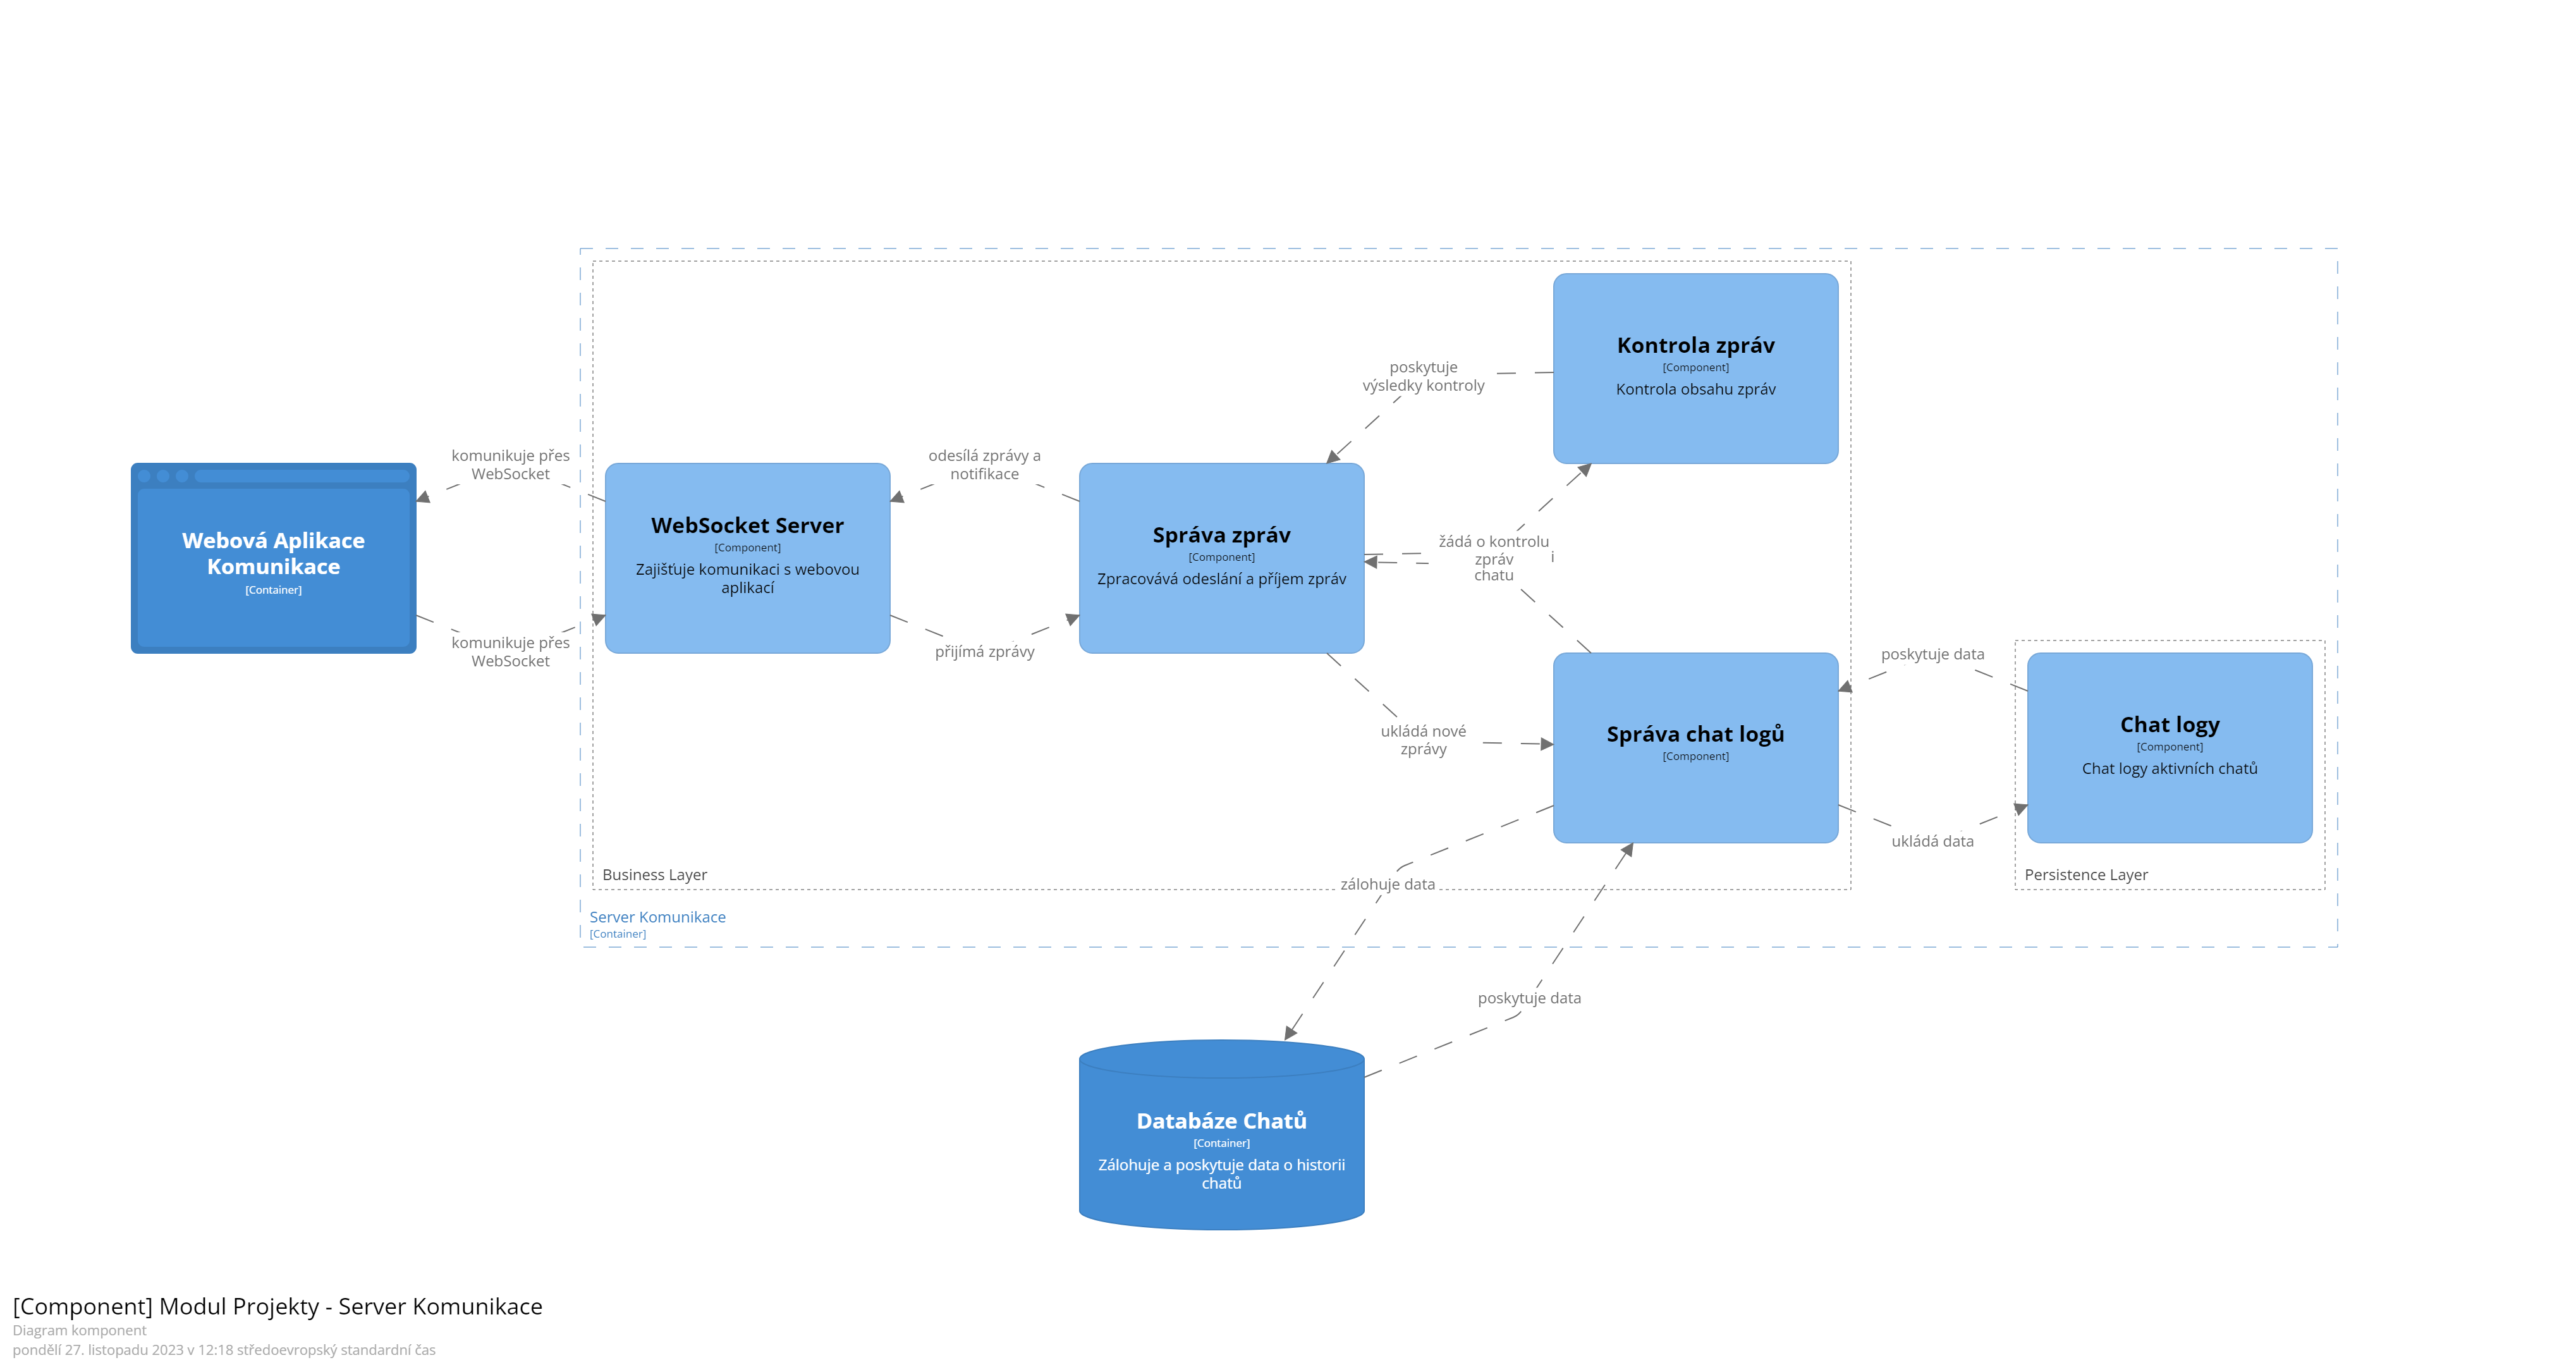 Kontrola zpráv
[Component]
Kontrola obsahu zpráv
poskytuje
výsledky kontroly
komunikuje přes
WebSocket
odesílá zprávy a
notifikace
Webová Aplikace
Komunikace
[Container]
WebSocket Server
[Component]
Zajišťuje komunikaci s webovou
aplikací
Správa zpráv
[Component]
Zpracovává odeslání a příjem zpráv
žádá o kontrolu
zpráv
chatu
komunikuje přes
WebSocket
přijímá zprávy
ukládá nové
zprávy
Správa chat logů
[Component]
poskytuje data
Chat logy
[Component]
Chat logy aktivních chatů
ukládá data
Business Layer
zálohuje data
Persistence Layer
Server Komunikace
[Container]
poskytuje data
Databáze Chatů
[Container]
Zálohuje a poskytuje data o historii
chatů
[Component] Modul Projekty - Server Komunikace
Diagram komponent
pondělí 27. listopadu 2023 v 12:18 středoevropský standardní čas